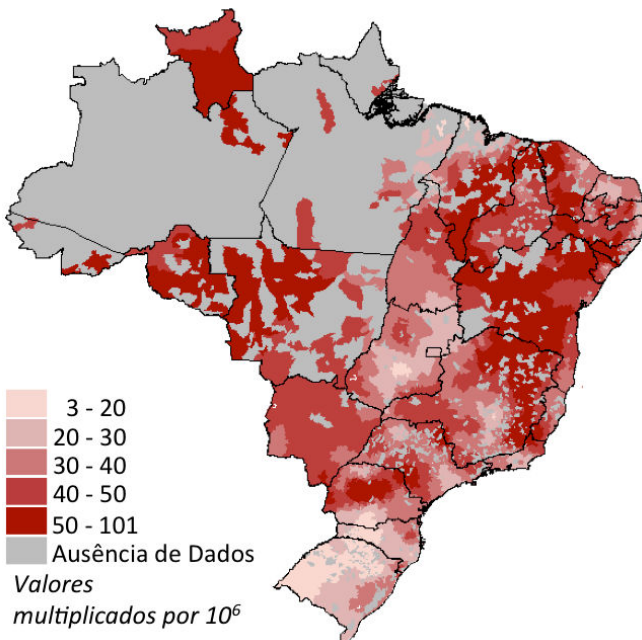 3 - 20
20 - 30
30 - 40
40 - 50
50 - 101
Ausência de Dados
Valores
multiplicados por 10⁶